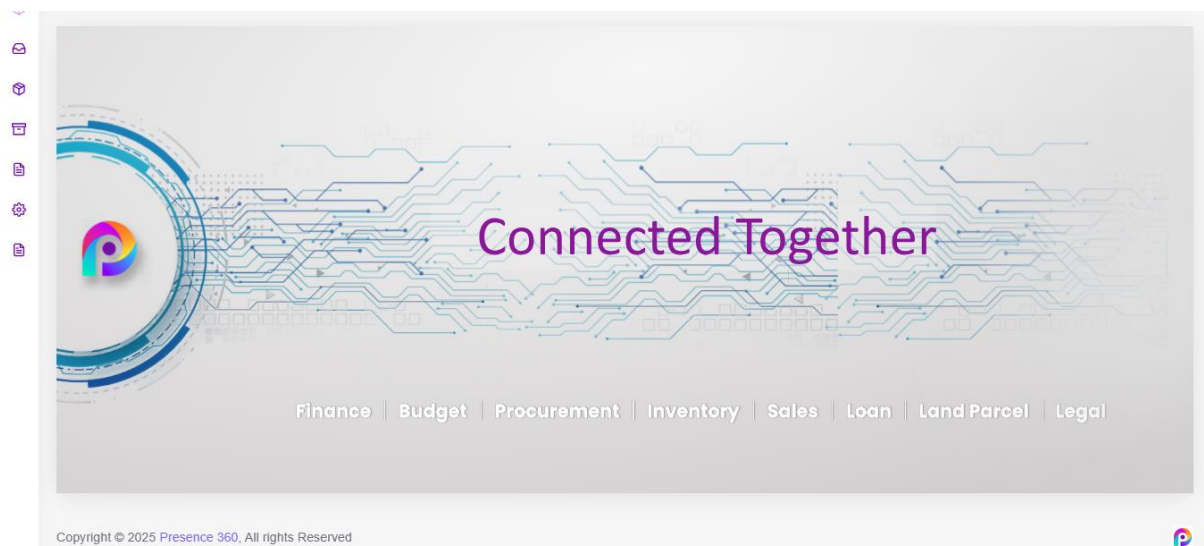 Connected Together
Finance | Budget | Procurement | Inventory | Sales | Loan | Land Parcel | Legal
Copyright © 2025 Presence 360, All rights Reserved